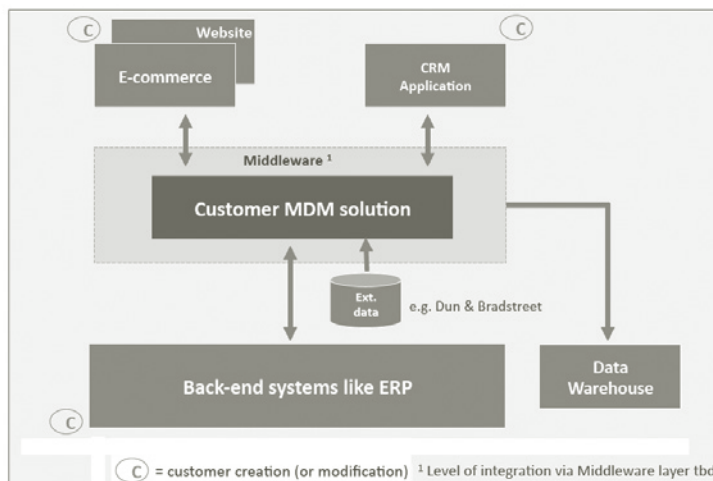 C
Website
E-commerce
C
CRM
Application
Middleware ¹
Customer MDM solution
Ext.
data
e.g. Dun & Bradstreet
Back-end systems like ERP
Data
Warehouse
C
C = customer creation (or modification) ¹ Level of integration via Middleware layer tbd